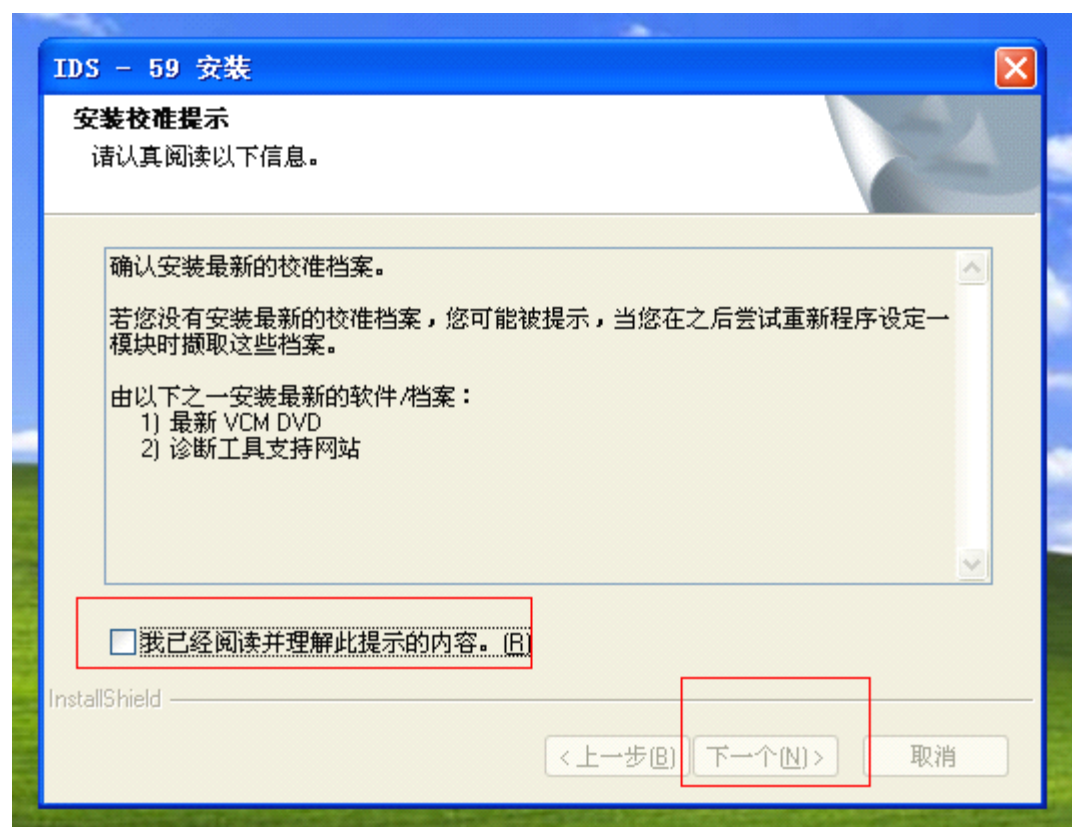 IDS - 59 安装
安装校准提示
请认真阅读以下信息。
确认安装最新的校准档案。
若您没有安装最新的校准档案，您可能被提示，当您在之后尝试重新程序设定一
模块时撷取这些档案。
由以下之一安装最新的软件/档案：
1) 最新 VCM DVD
2) 诊断工具支持网站
我已经阅读并理解此提示的内容。(R)
InstallShield
< 上一步(B) 下一个(N) > 取消